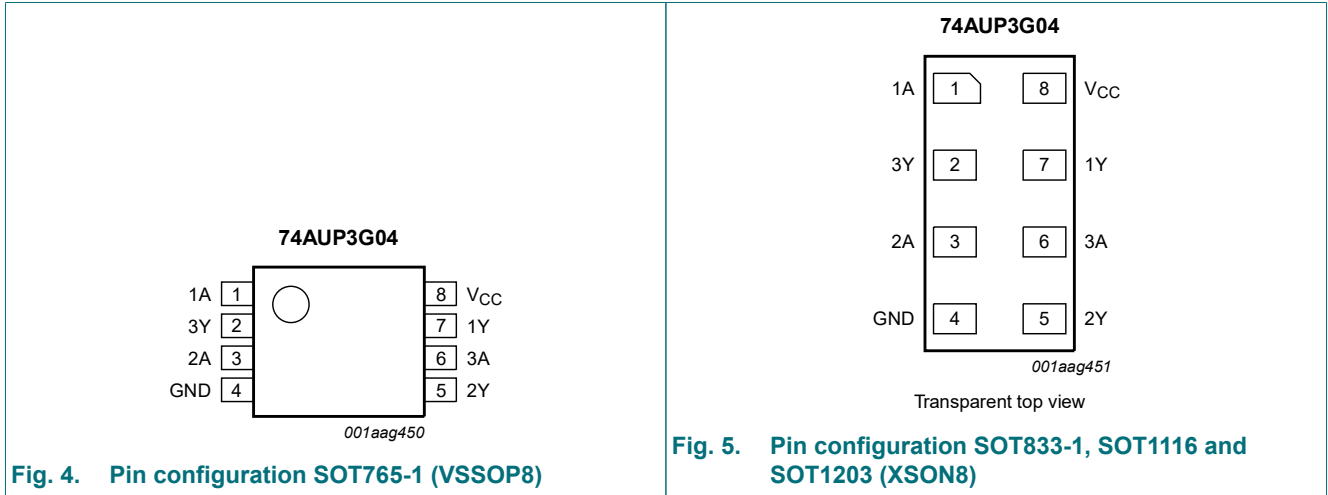 74AUP3G04
1A 1 8 VCC
3Y 2 7 1Y
2A 3 6 3A
GND 4 5 2Y
001aag450
Fig. 4. Pin configuration SOT765-1 (VSSOP8)
74AUP3G04
1A 1 8 VCC
3Y 2 7 1Y
2A 3 6 3A
GND 4 5 2Y
001aag451
Transparent top view
Fig. 5. Pin configuration SOT833-1, SOT1116 and
SOT1203 (XSON8)